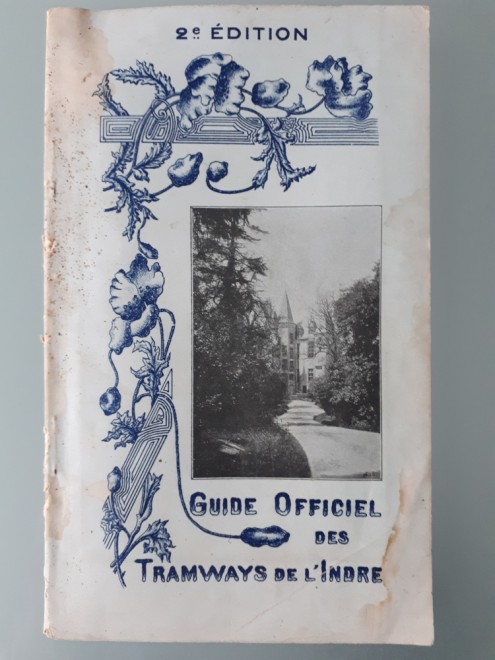 2e ÉDITION
GUIDE OFFICIEL
DES
TRAMWAYS DE L'INDRE